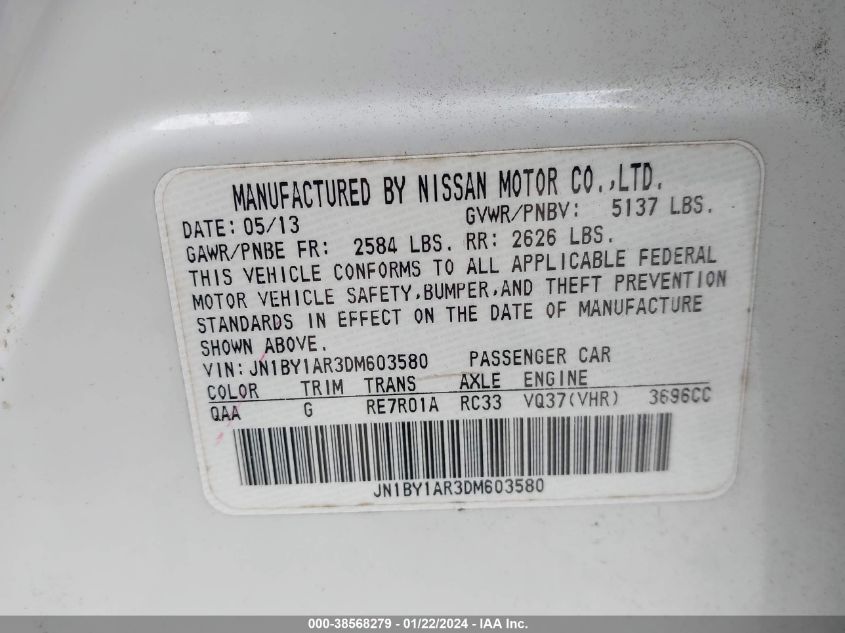 MANUFACTURED BY NISSAN MOTOR CO.,LTD.
DATE: 05/13 GVWR/PNBV: 5137 LBS.
GAWR/PNBE FR: 2584 LBS. RR: 2626 LBS.
THIS VEHICLE CONFORMS TO ALL APPLICABLE FEDERAL
MOTOR VEHICLE SAFETY,BUMPER,AND THEFT PREVENTION
STANDARDS IN EFFECT ON THE DATE OF MANUFACTURE
SHOWN ABOVE.
VIN: JN1BY1AR3DM603580 PASSENGER CAR
COLOR TRIM TRANS AXLE ENGINE
QAA G RE7R01A RC33 VQ37(VHR) 3696CC
JN1BY1AR3DM603580
000-38568279 - 01/22/2024 - IAA Inc.